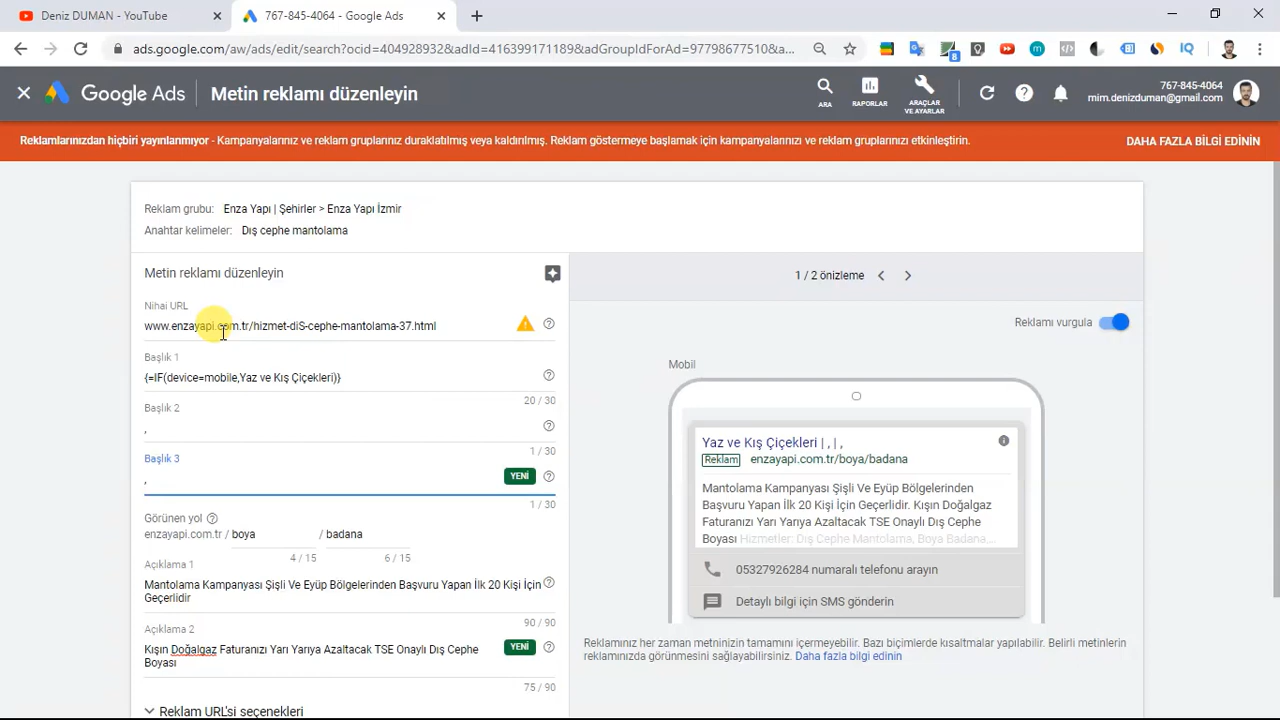 Deniz DUMAN - YouTube
767-845-4064 - Google Ads
ads.google.com/aw/ads/edit/search?ocid=404928932&adId=416399171189&adGroupIdForAd=97798677510&a...
8
IQ
Google Ads
Metin reklamı düzenleyin
ARA
RAPORLAR
ARAÇLAR
VE AYARLAR
767-845-4064
mim.denizduman@gmail.com
Reklamlarınızdan hiçbiri yayınlanmıyor - Kampanyalarınız ve reklam gruplarınız duraklatılmış veya kaldırılmış. Reklam göstermeye başlamak için kampanyalarınızı ve reklam gruplarınızı etkinleştirin.
DAHA FAZLA BİLGİ EDİNİN
Reklam grubu: Enza Yapı | Şehirler > Enza Yapı İzmir
Anahtar kelimeler: Dış cephe mantolama
Metin reklamı düzenleyin
Nihai URL
www.enzayapi.com.tr/hizmet-diS-cephe-mantolama-37.html
Başlık 1
{=IF(device=mobile,Yaz ve Kış Çiçekleri)}
20 / 30
Başlık 2
,
1 / 30
Başlık 3
,
YENİ
1 / 30
Görünen yol
enzayapi.com.tr / boya / badana
4 / 15
6 / 15
Açıklama 1
Mantolama Kampanyası Şişli Ve Eyüp Bölgelerinden Başvuru Yapan İlk 20 Kişi İçin
Geçerlidir
90 / 90
Açıklama 2
Kışın Doğalgaz Faturanızı Yarı Yarıya Azaltacak TSE Onaylı Dış Cephe
Boyası
YENİ
75 / 90
Reklam URL'si seçenekleri
1 / 2 önizleme
Reklamı vurgula
Mobil
Yaz ve Kış Çiçekleri | , | ,
Reklam enzayapi.com.tr/boya/badana
Mantolama Kampanyası Şişli Ve Eyüp Bölgelerinden
Başvuru Yapan İlk 20 Kişi İçin Geçerlidir. Kışın Doğalgaz
Faturanızı Yarı Yarıya Azaltacak TSE Onaylı Dış Cephe
Boyası Hizmetler: Dış Cephe Mantolama, Boya Badana,...
05327926284 numaralı telefonu arayın
Detaylı bilgi için SMS gönderin
Reklamınız her zaman metninizin tamamını içermeyebilir. Bazı biçimlerde kısaltmalar yapılabilir. Belirli metinlerin
reklamınızda görünmesini sağlayabilirsiniz. Daha fazla bilgi edinin